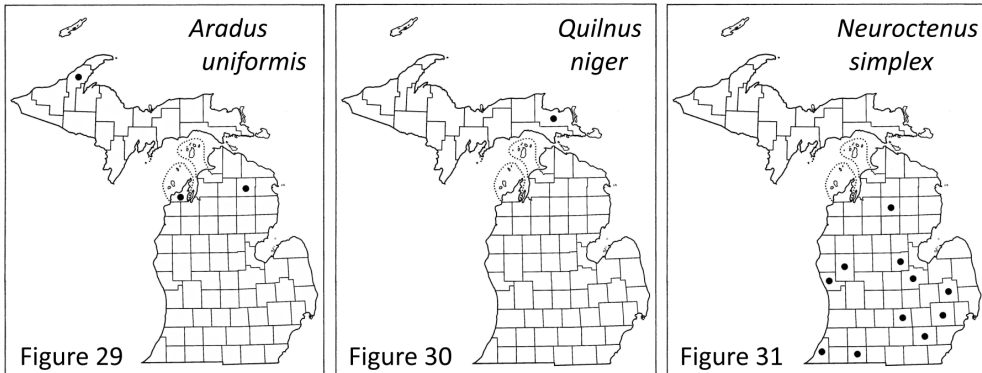 Aradus
uniformis
Figure 29
Quilnus
niger
Figure 30
Neuroctenus
simplex
Figure 31